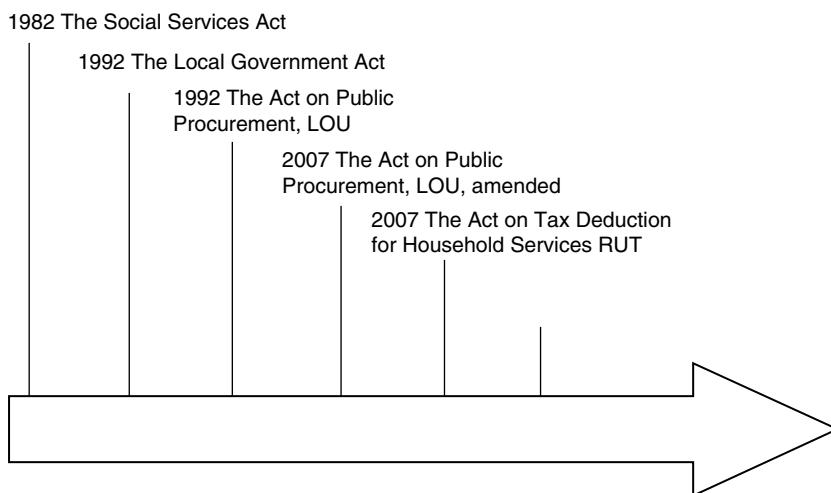 1982 The Social Services Act
1992 The Local Government Act
1992 The Act on Public
Procurement, LOU
2007 The Act on Public
Procurement, LOU, amended
2007 The Act on Tax Deduction
for Household Services RUT